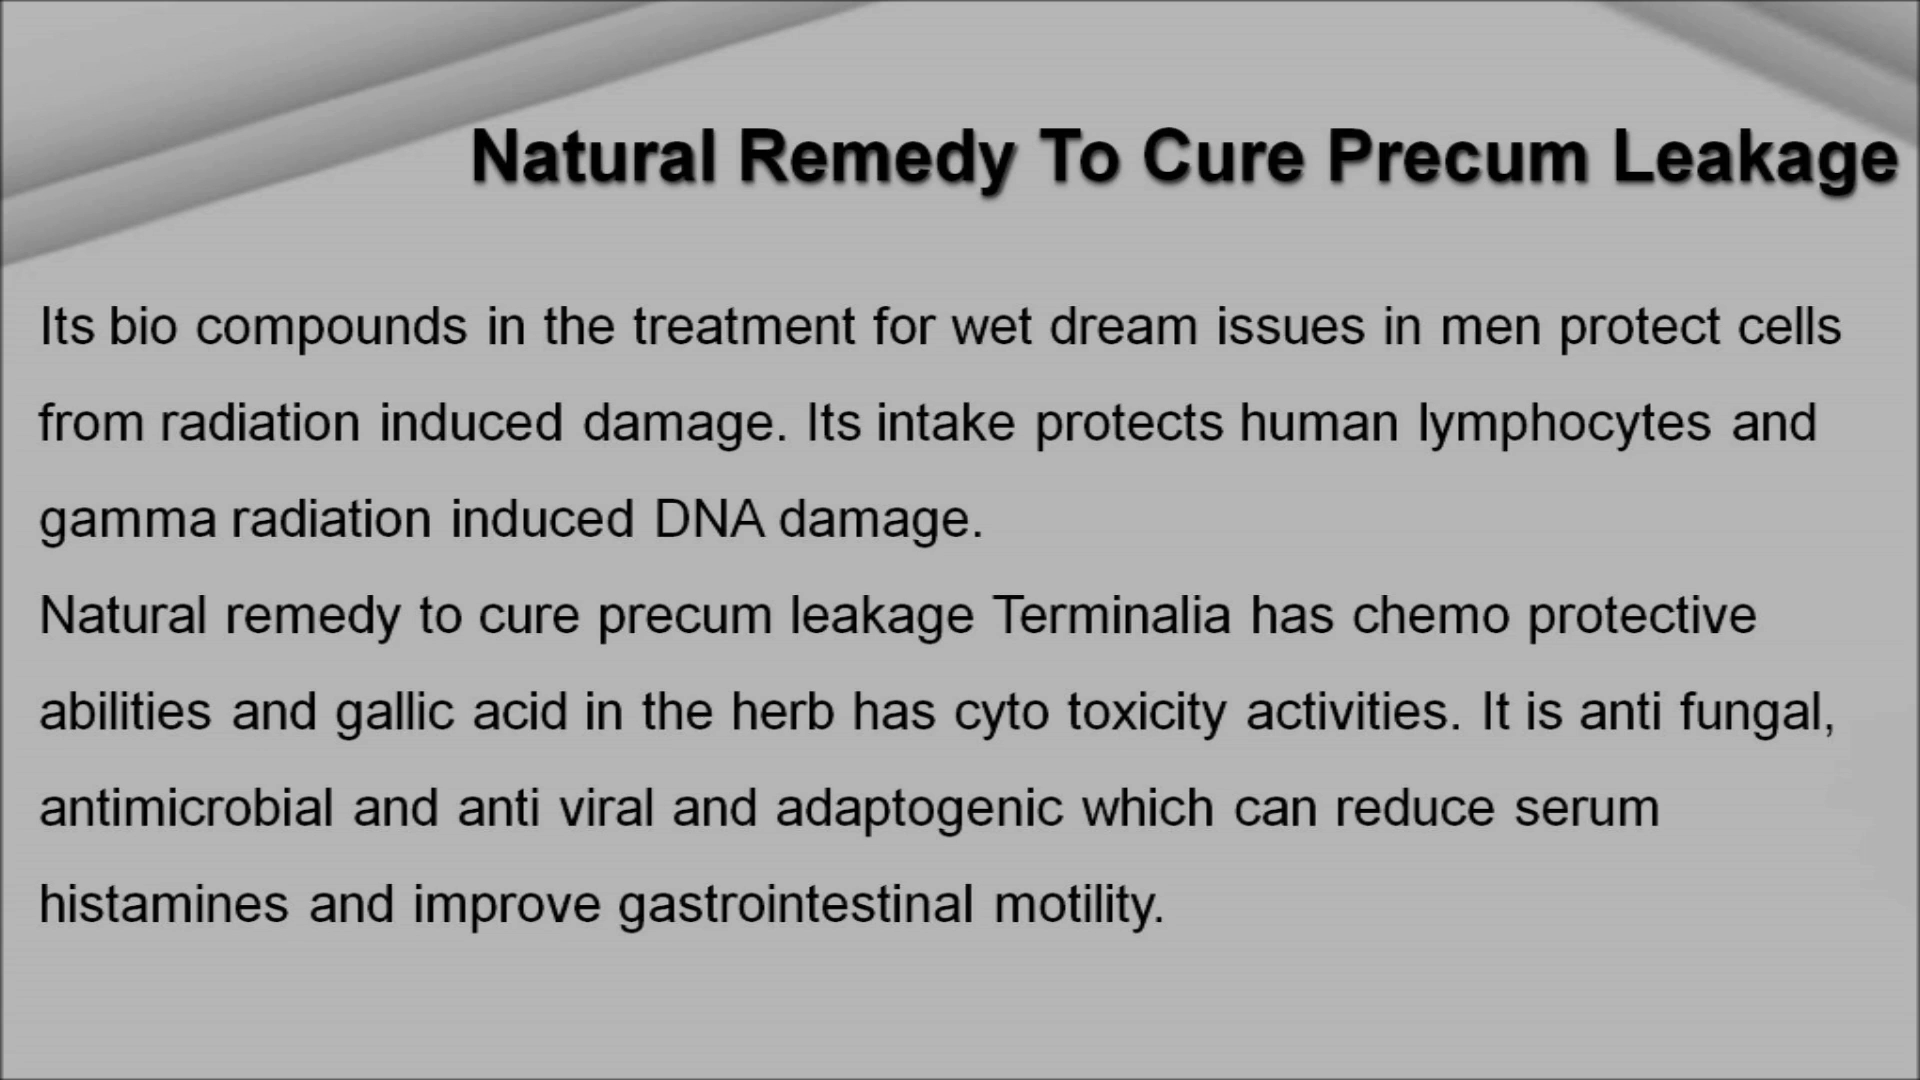 Natural Remedy To Cure Precum Leakage
Its bio compounds in the treatment for wet dream issues in men protect cells
from radiation induced damage. Its intake protects human lymphocytes and
gamma radiation induced DNA damage.
Natural remedy to cure precum leakage Terminalia has chemo protective
abilities and gallic acid in the herb has cyto toxicity activities. It is anti fungal,
antimicrobial and anti viral and adaptogenic which can reduce serum
histamines and improve gastrointestinal motility.